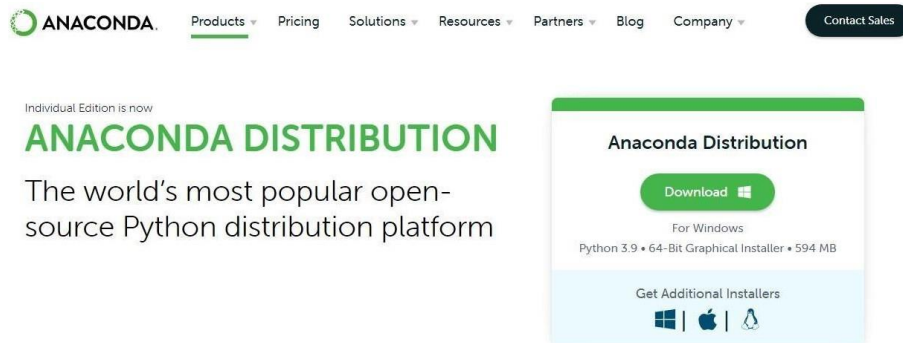 ANACONDA.
Products Pricing Solutions Resources Partners Blog Company Contact Sales
Individual Edition is now
ANACONDA DISTRIBUTION
The world's most popular open-
source Python distribution platform
Anaconda Distribution
Download
For Windows
Python 3.9 • 64-Bit Graphical Installer • 594 MB
Get Additional Installers
| |